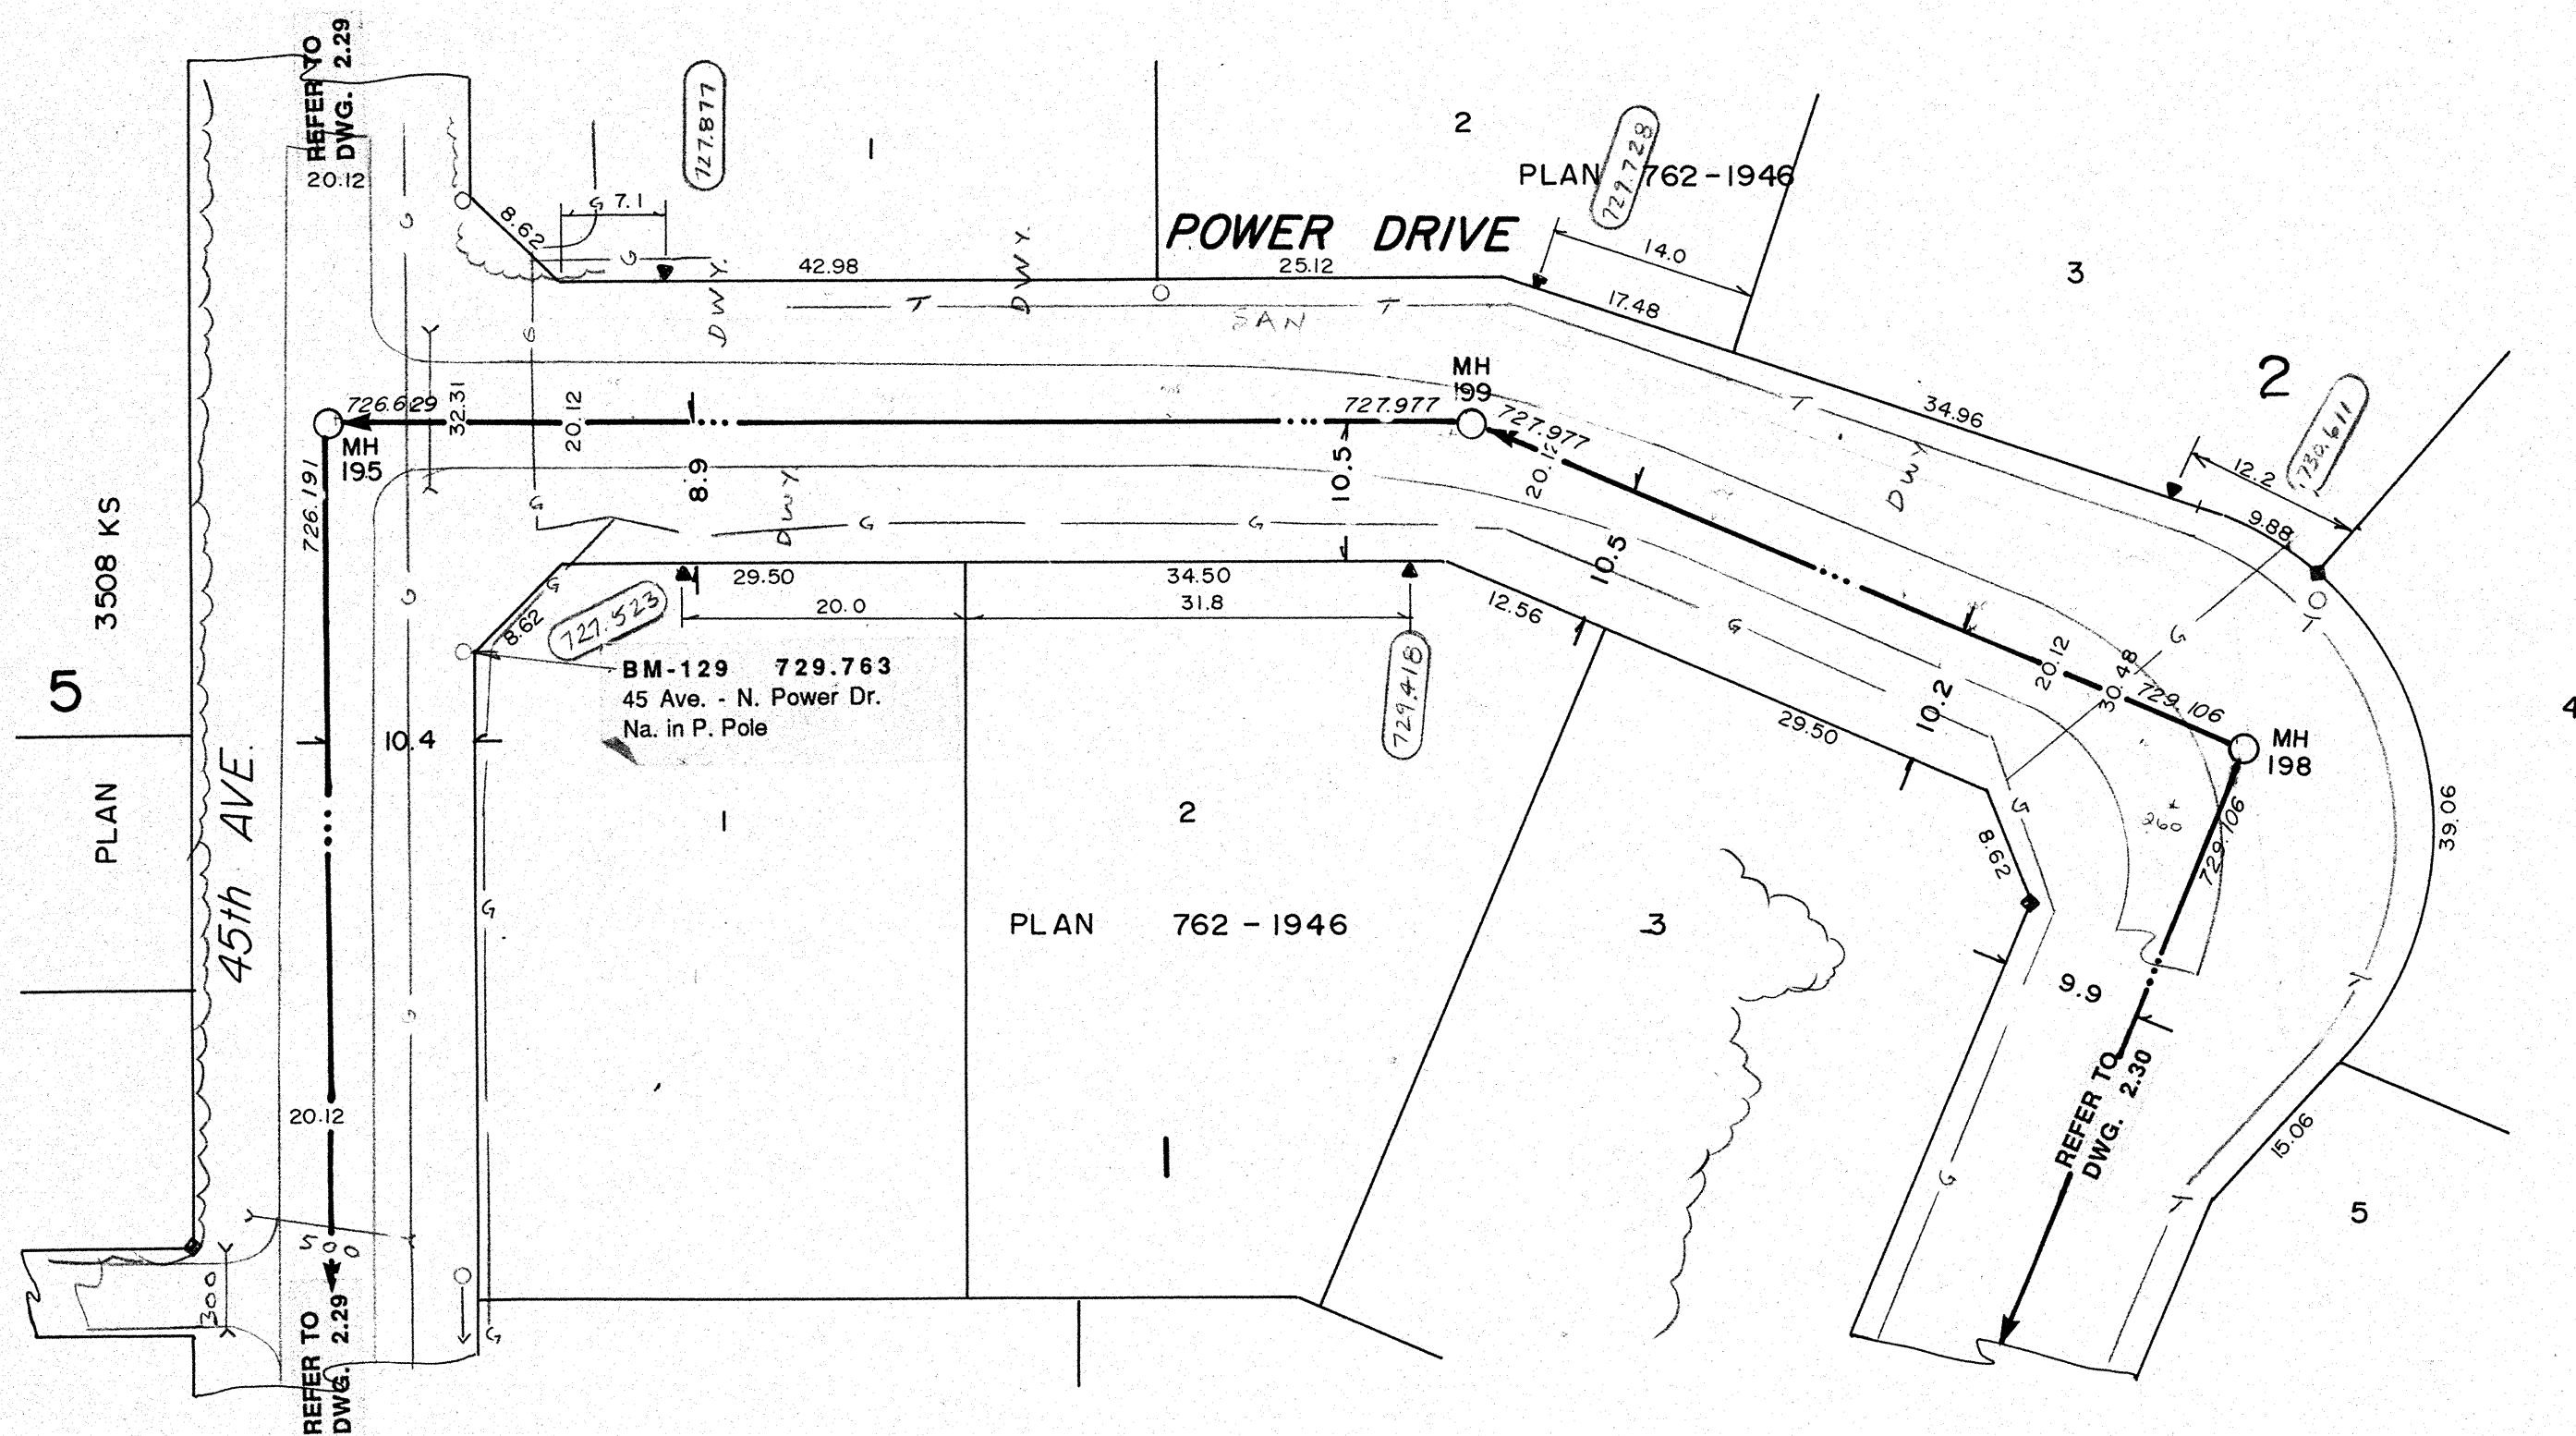 REFER TO
DWG. 2.29
20.12
727.877
1
2
PLAN 762-1946
729.728
8.62
G 7.1
G
G
POWER DRIVE
14.0
3
42.98
DWY.
DWY.
25.12
17.48
T
T
SAN
G
MH
199
T
34.96
2
730.611
726.629
32.31
20.12
727.977
727.977
20.12
MH
195
726.191
8.9
10.5
DWY
DWY
12.2
9.88
3508 KS
G
G
G
G
10.5
29.50
34.50
20.0
31.8
12.56
G
8.62
727.523
G
T
G
BM-129 729.763
45 Ave. - N. Power Dr.
Na. in P. Pole
729.418
20.12
30.48
729.106
5
10.4
10.2
29.50
MH
198
4
PLAN
45th AVE.
1
2
G
260
729.106
39.06
8.62
G
PLAN 762-1946
3
9.9
T
G
REFER TO
DWG. 2.30
20.12
1
15.06
G
T
5
300
G
REFER TO
DWG. 2.29